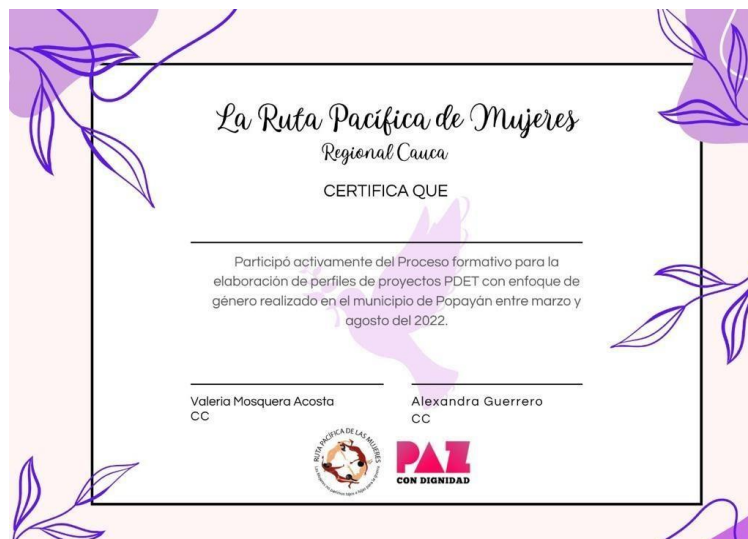 La Ruta Pacífica de Mujeres
Regional Cauca
CERTIFICA QUE
Participó activamente del Proceso formativo para la
elaboración de perfiles de proyectos PDET con enfoque de
género realizado en el municipio de Popayán entre marzo y
agosto del 2022.
Valeria Mosquera Acosta
CC
Alexandra Guerrero
CC
RUTA PACÍFICA DE LAS MUJERES
PAZ
CON DIGNIDAD